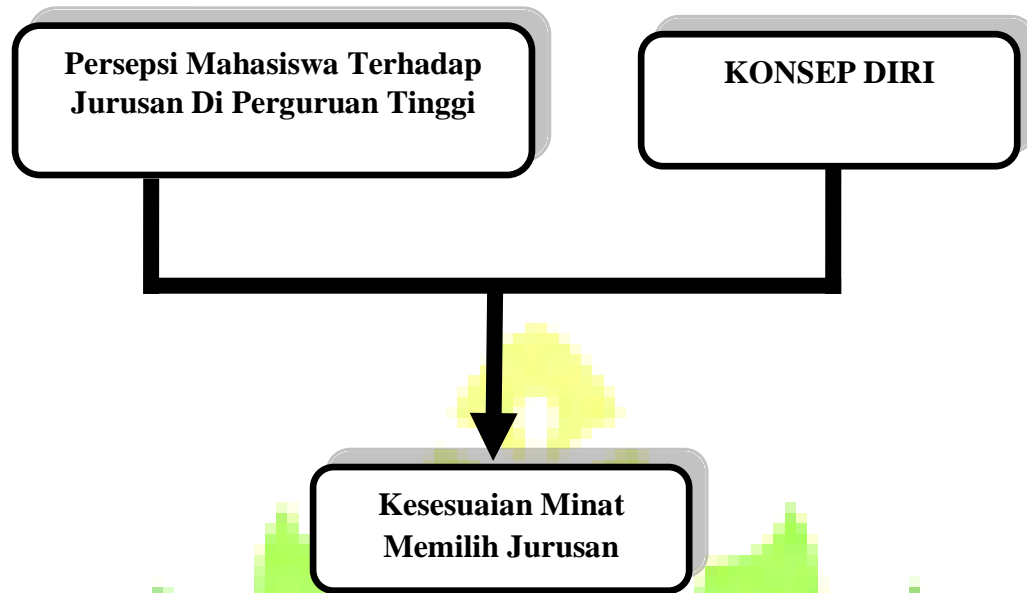 Persepsi Mahasiswa Terhadap
Jurusan Di Perguruan Tinggi
KONSEP DIRI
Kesesuaian Minat
Memilih Jurusan